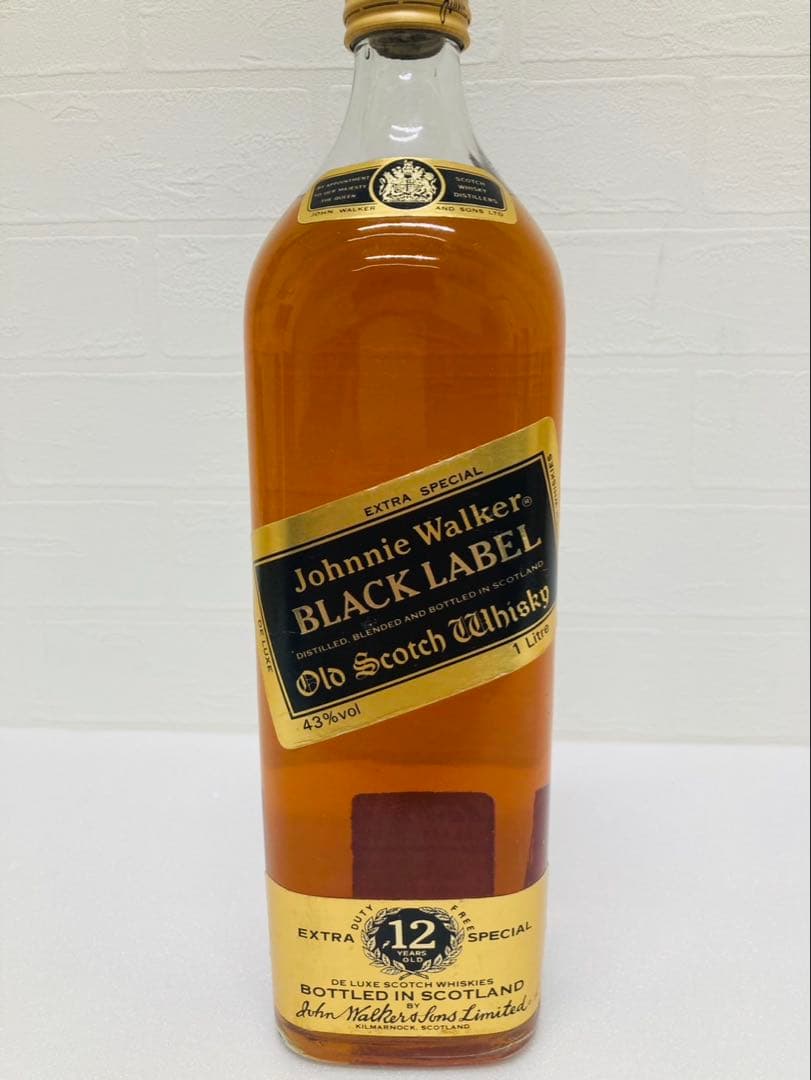 BY APPOINTMENT
TO HER MAJESTY
THE QUEEN
SCOTCH
WHISKY
DISTILLERS
JOHN WALKER AND SONS LTD
EXTRA SPECIAL
Johnnie Walker®
BLACK LABEL
DISTILLED, BLENDED AND BOTTLED IN SCOTLAND
Old Scotch Whisky
43%vol
1 Litre
DE LUXE
WHISKIES
DUTY FREE
EXTRA 12 SPECIAL
YEARS
OLD
DE LUXE SCOTCH WHISKIES
BOTTLED IN SCOTLAND
BY
John Walker & Sons Limited
KILMARNOCK, SCOTLAND